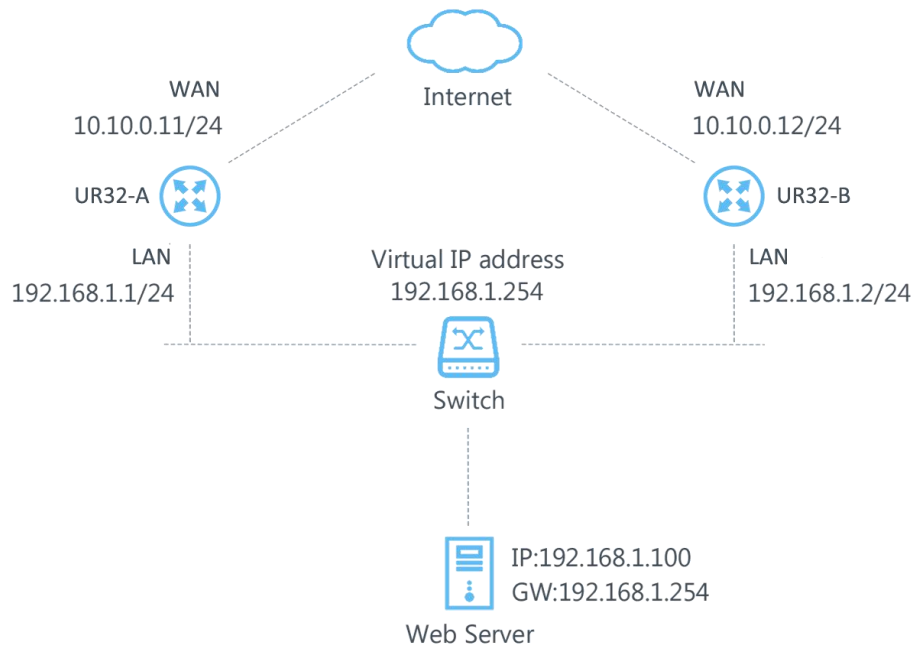 Internet
WAN
10.10.0.11/24
WAN
10.10.0.12/24
UR32-A
UR32-B
LAN
192.168.1.1/24
Virtual IP address
192.168.1.254
LAN
192.168.1.2/24
Switch
IP:192.168.1.100
GW:192.168.1.254
Web Server